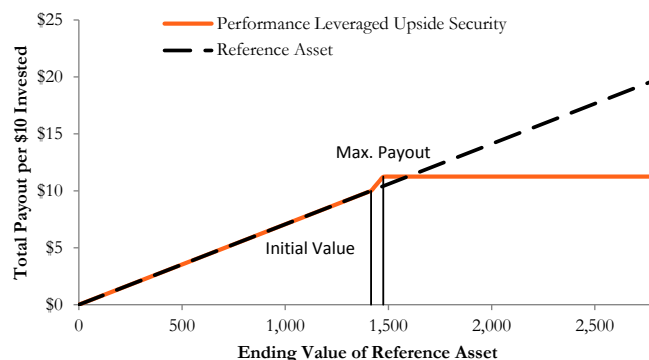 $25
Performance Leveraged Upside Security
Reference Asset
$20
$15
Max. Payout
$10
Initial Value
$5
$0
0 500 1,000 1,500 2,000 2,500
Total Payout per $10 Invested
Ending Value of Reference Asset